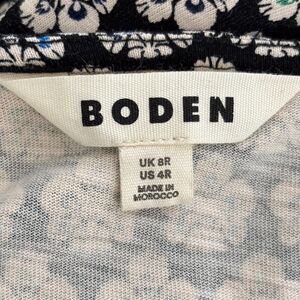 BODEN
UK 8R
US 4R
MADE IN
MOROCCO